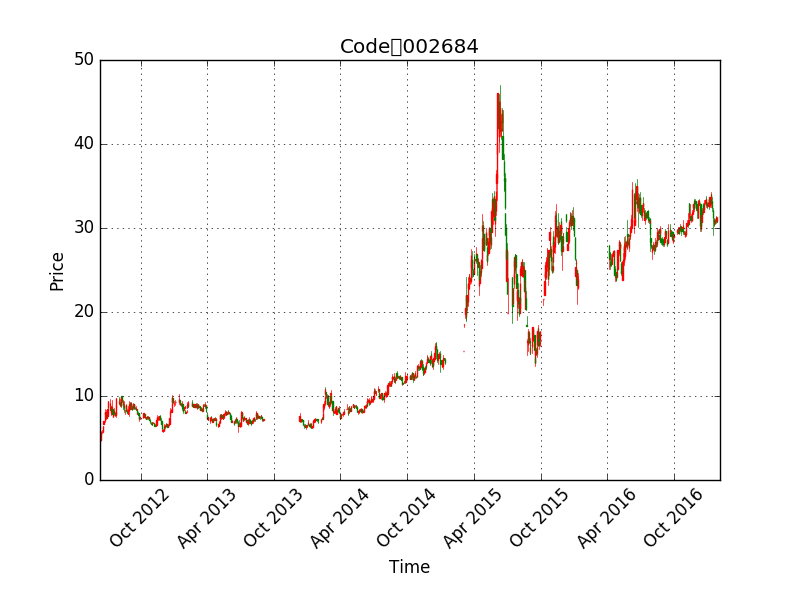 Code▯002684
50
40
30
20
10
0
Price
Oct 2012
Apr 2013
Oct 2013
Apr 2014
Oct 2014
Apr 2015
Oct 2015
Apr 2016
Oct 2016
Time